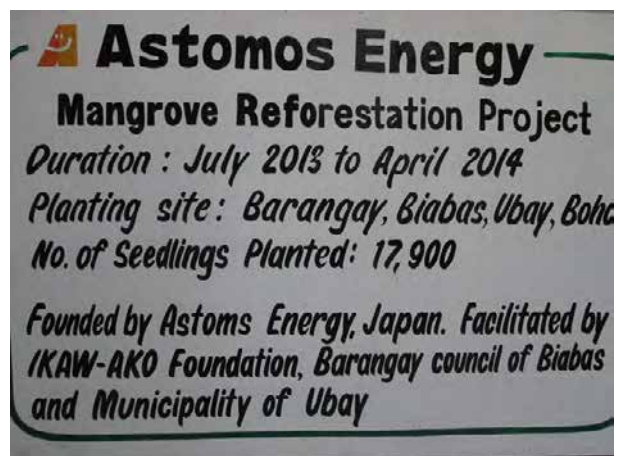 Astomos Energy
Mangrove Reforestation Project
Duration : July 2013 to April 2014
Planting site : Barangay, Biabas, Ubay, Boho
No. of Seedlings Planted: 17,900
Founded by Astoms Energy, Japan. Facilitated by
IKAW-AKO Foundation, Barangay council of Biabas
and Municipality of Ubay